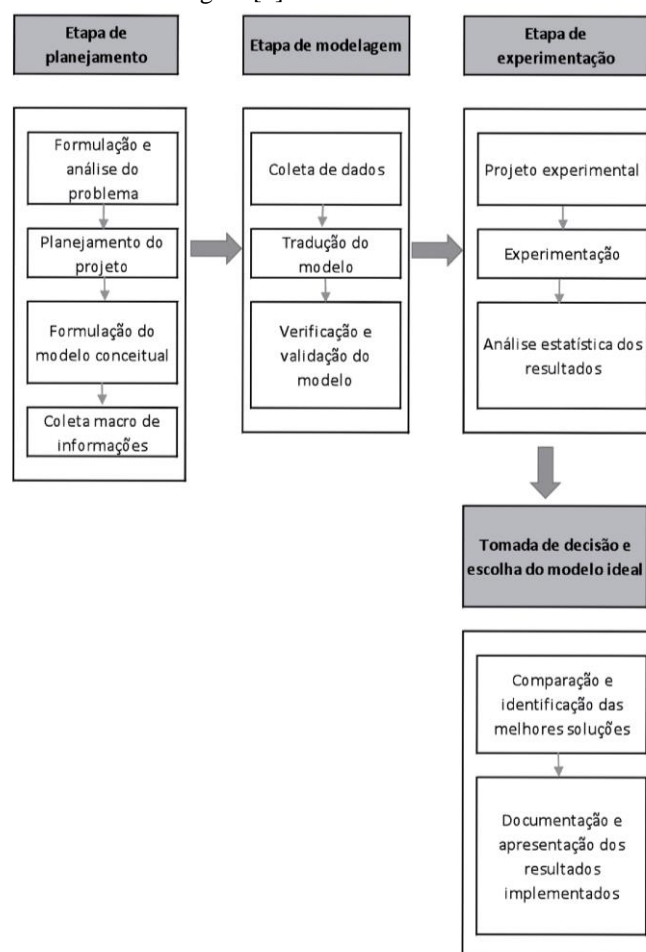 Etapa de
planejamento
Formulação e
análise do
problema
Planejamento do
projeto
Formulação do
modelo conceitual
Coleta macro de
informações
Etapa de modelagem
Coleta de dados
Tradução do
modelo
Verificação e
validação do
modelo
Etapa de
experimentação
Projeto experimental
Experimentação
Análise estatística dos
resultados
Tomada de decisão e
escolha do modelo ideal
Comparação e
identificação das
melhores soluções
Documentação e
apresentação dos
resultados
implementados